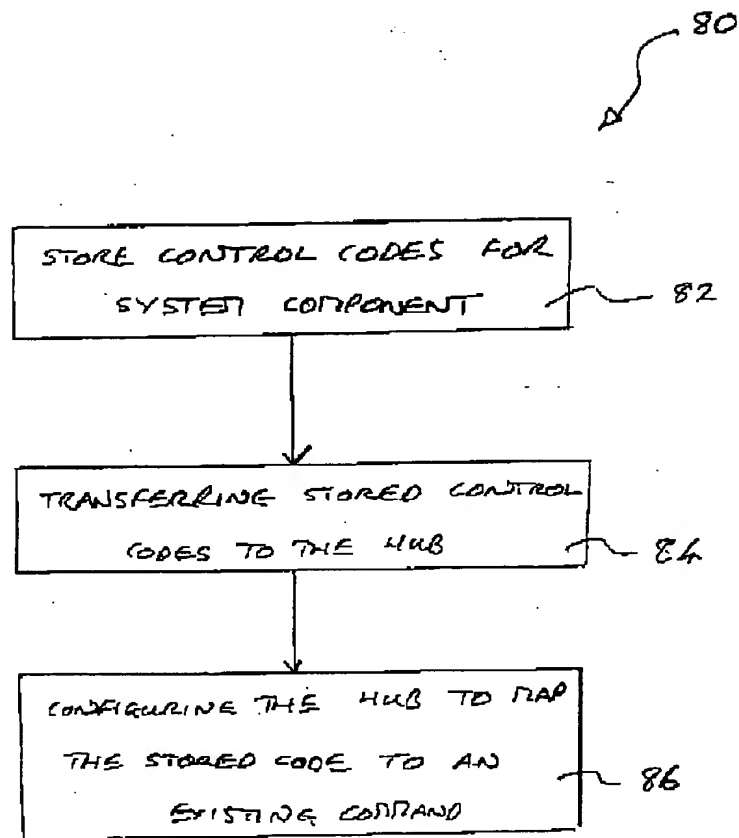 80
STORE CONTROL CODES FOR
SYSTEM COMPONENT
82
TRANSFERRING STORED CONTROL
CODES TO THE HUB
84
CONFIGURING THE HUB TO MAP
THE STORED CODE TO AN
EXISTING COMMAND
86